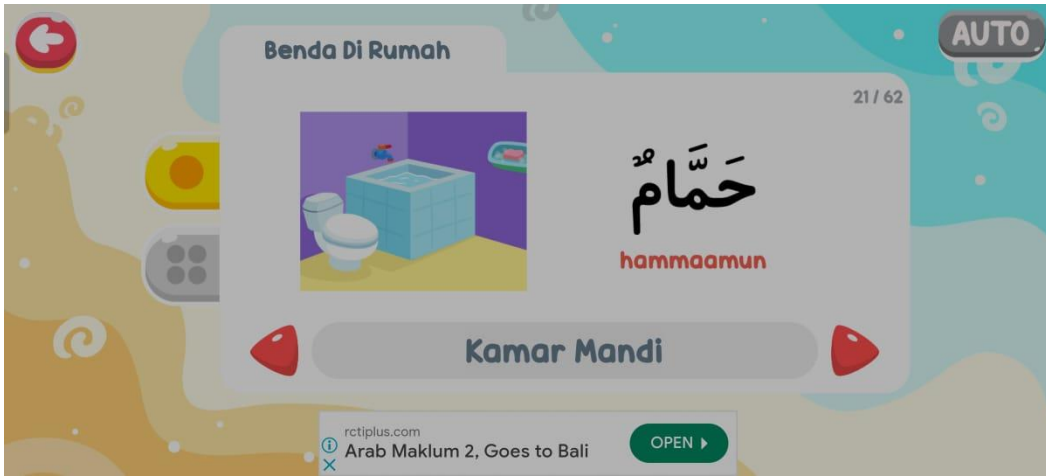 AUTO
Benda Di Rumah
21 / 62
حَمَّامٌ
hammaamun
Kamar Mandi
rctiplus.com
Arab Maklum 2, Goes to Bali
OPEN